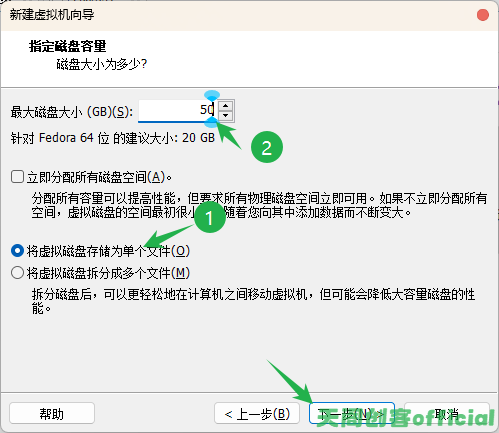 新建虚拟机向导
指定磁盘容量
磁盘大小为多少?
最大磁盘大小 (GB)(S): 50
针对 Fedora 64 位 的建议大小: 20 GB
2
立即分配所有磁盘空间(A)。
分配所有容量可以提高性能，但要求所有物理磁盘空间立即可用。如果不立即分配所有
空间，虚拟磁盘的空间最初很小 随着您向其中添加数据而不断变大。
1
将虚拟磁盘存储为单个文件(O)
将虚拟磁盘拆分成多个文件(M)
拆分磁盘后，可以更轻松地在计算机之间移动虚拟机，但可能会降低大容量磁盘的性
能。
帮助 < 上一步(B) 下一步(N) > 取消
天商创客official